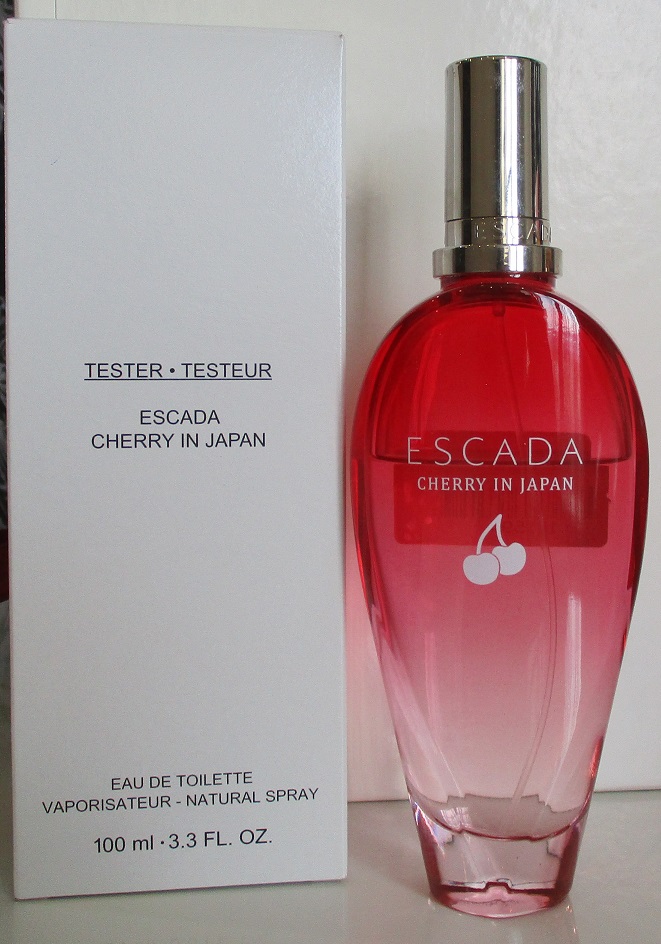 TESTER • TESTEUR
ESCADA
CHERRY IN JAPAN
EAU DE TOILETTE
VAPORISATEUR - NATURAL SPRAY
100 ml · 3.3 FL. OZ.
ESCADA
ESCADA
CHERRY IN JAPAN